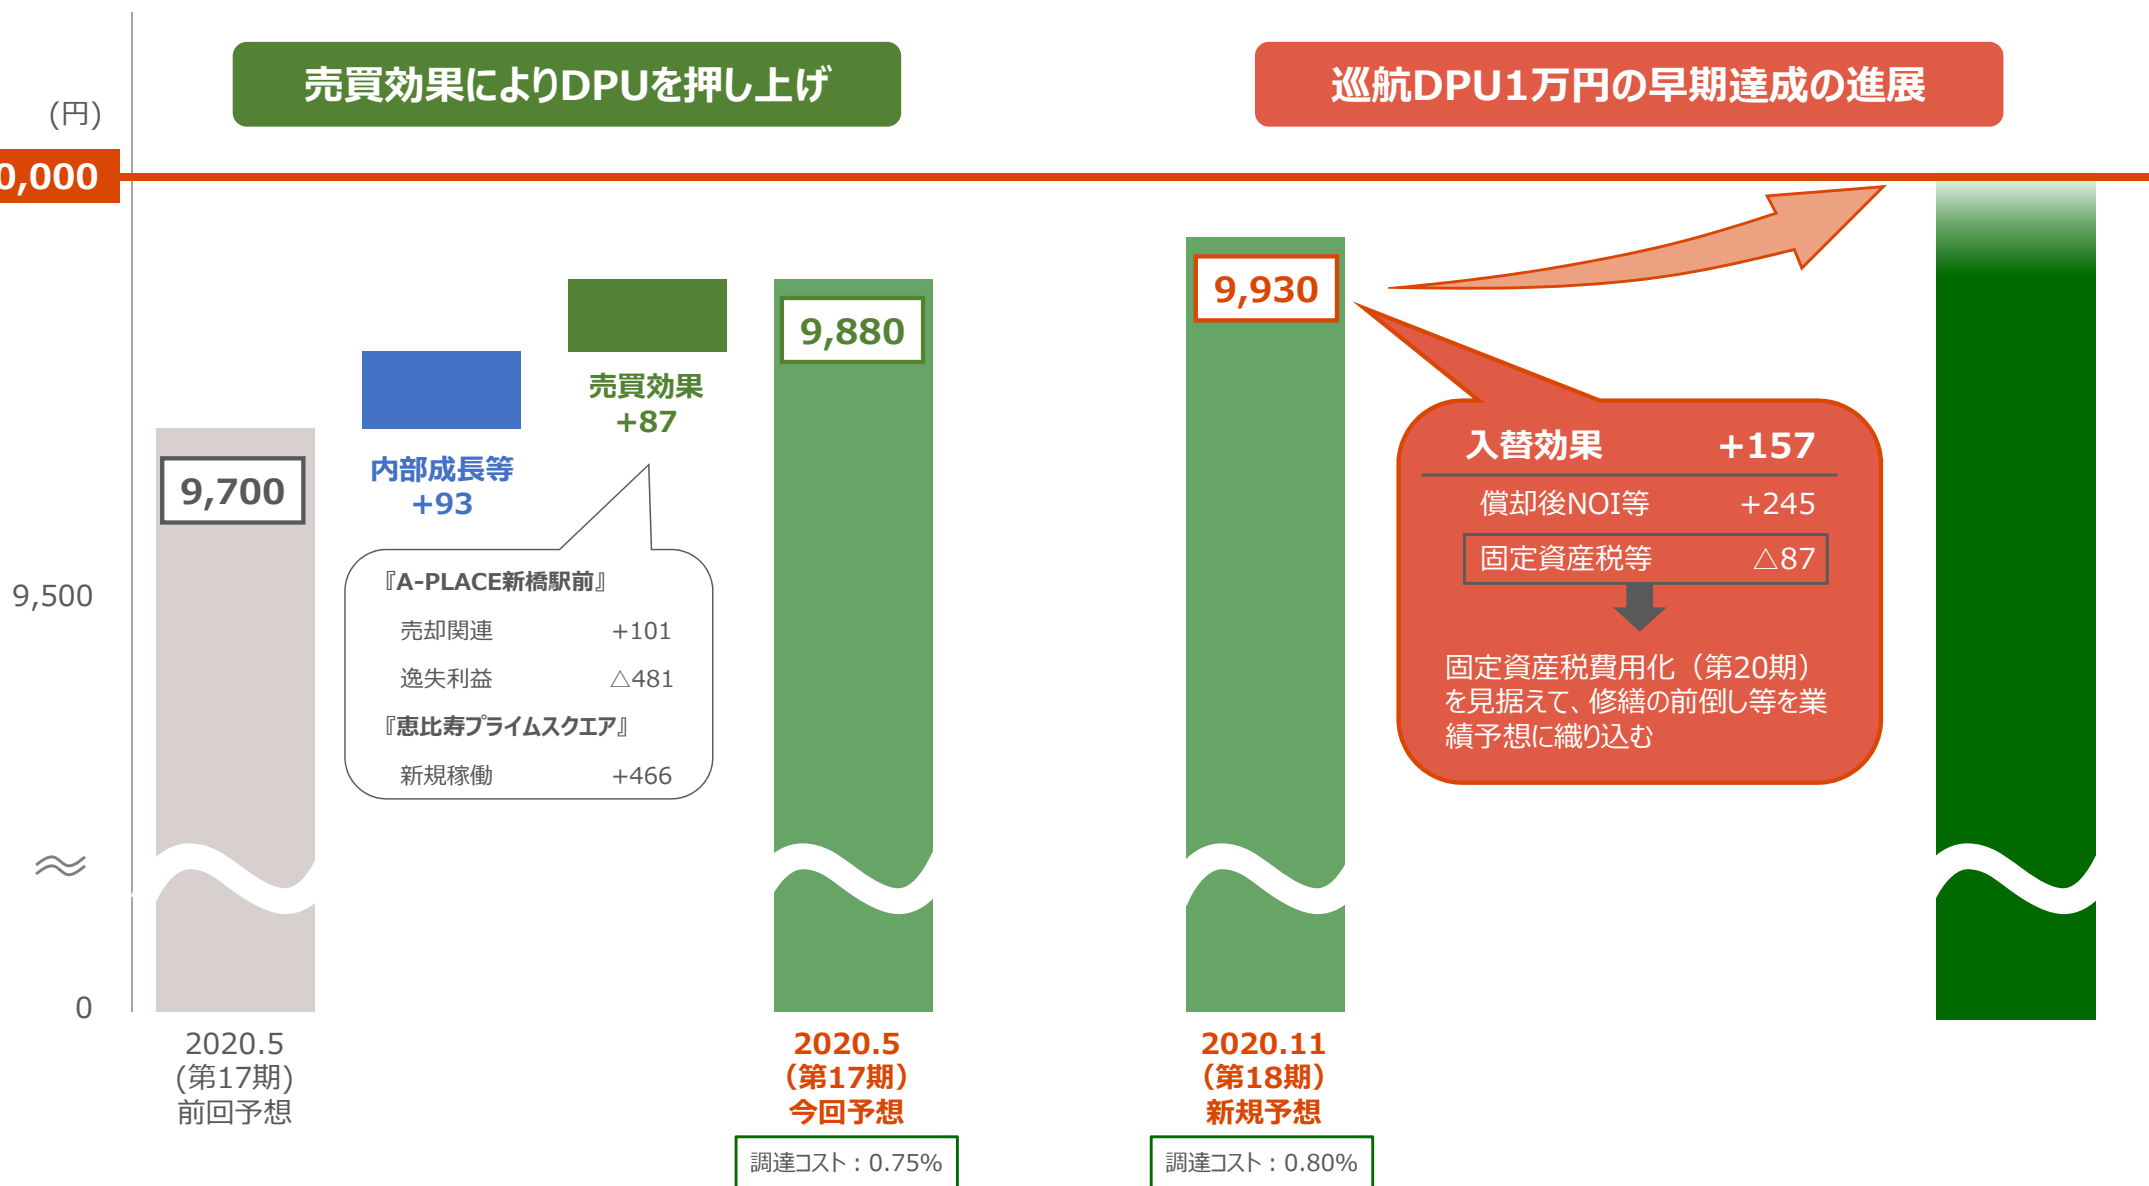 売買効果によりDPUを押し上げ
巡航DPU1万円の早期達成の進展
(円)
0,000
9,500
0
9,700
内部成長等
+93
売買効果
+87
9,880
9,930
『A-PLACE新橋駅前』
売却関連 +101
逸失利益 △481
『恵比寿プライムスクエア』
新規稼働 +466
入替効果 +157
償却後NOI等 +245
固定資産税等 △87
固定資産税費用化（第20期）
を見据えて、修繕の前倒し等を業
績予想に織り込む
2020.5
(第17期)
前回予想
2020.5
（第17期）
今回予想
調達コスト：0.75%
2020.11
（第18期）
新規予想
調達コスト：0.80%